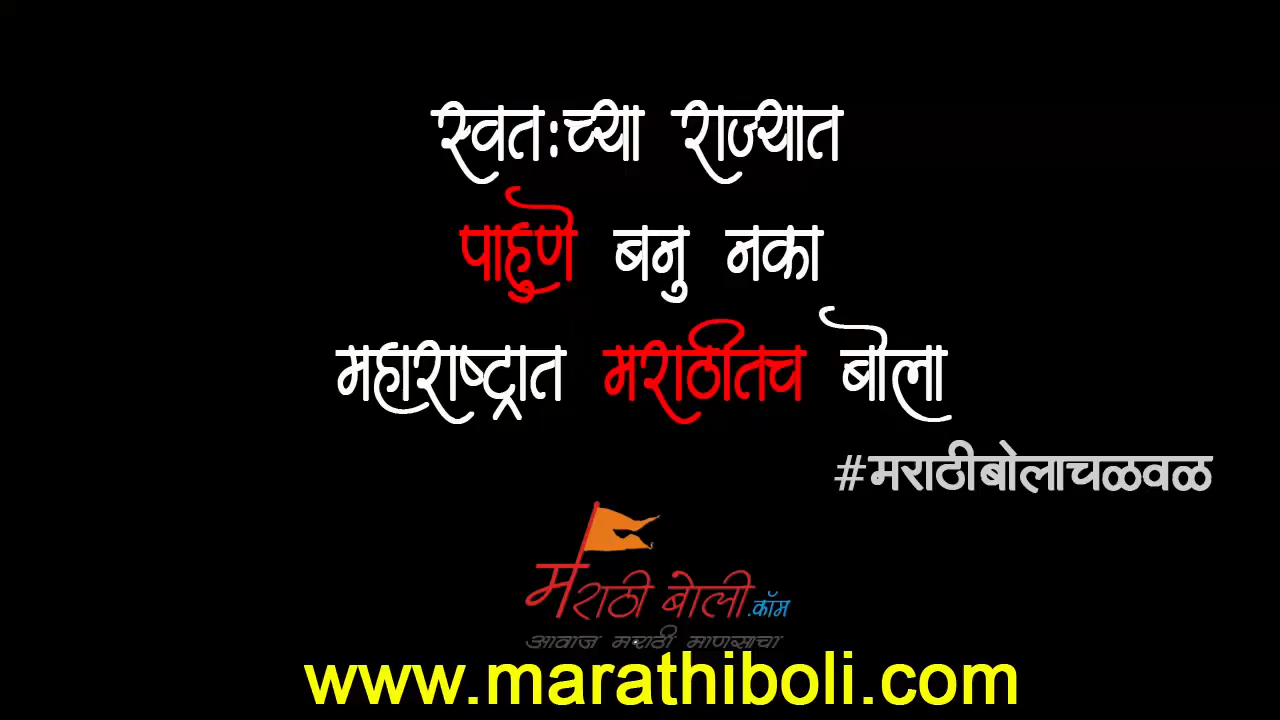 स्वतःच्या राज्यात
पाहुणे बनु नका
महाराष्ट्रात मराठीतच बोला
#मराठीबोलाचळवळ
मराठी बोली.कॉम
आवाज मराठी माणसाचा
www.marathiboli.com